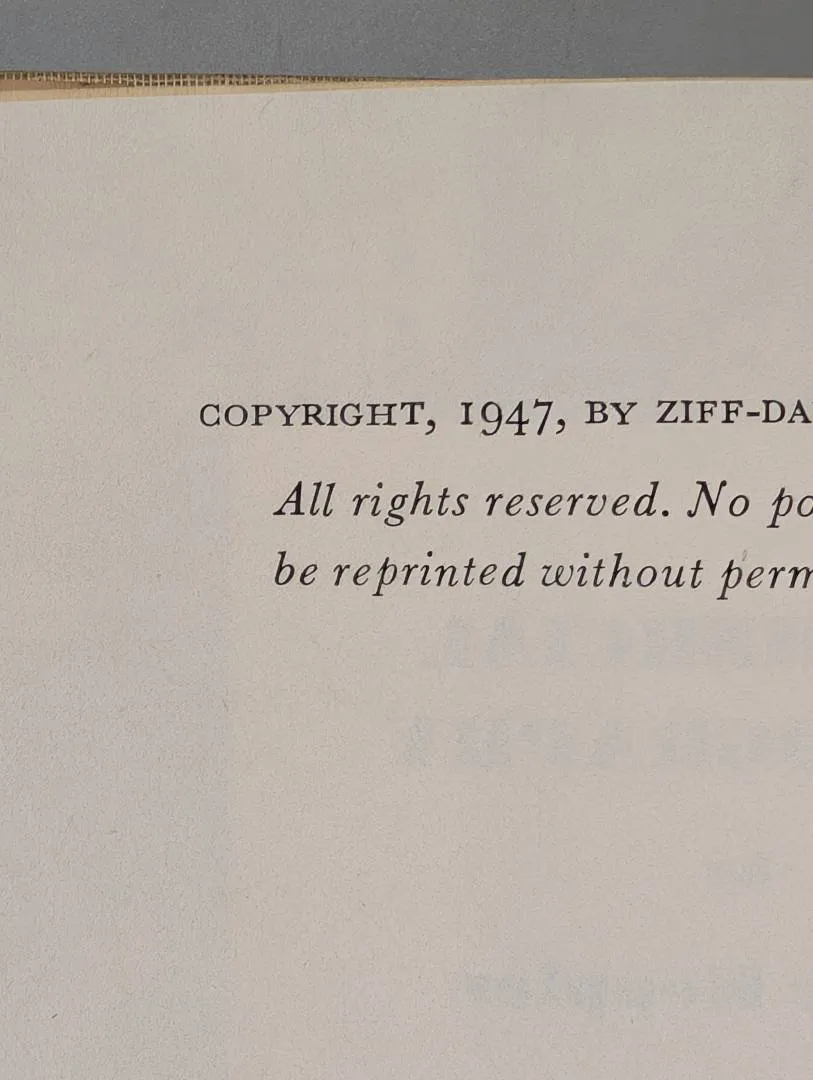 COPYRIGHT, 1947, BY ZIFF-DA
All rights reserved. No po
be reprinted without perm